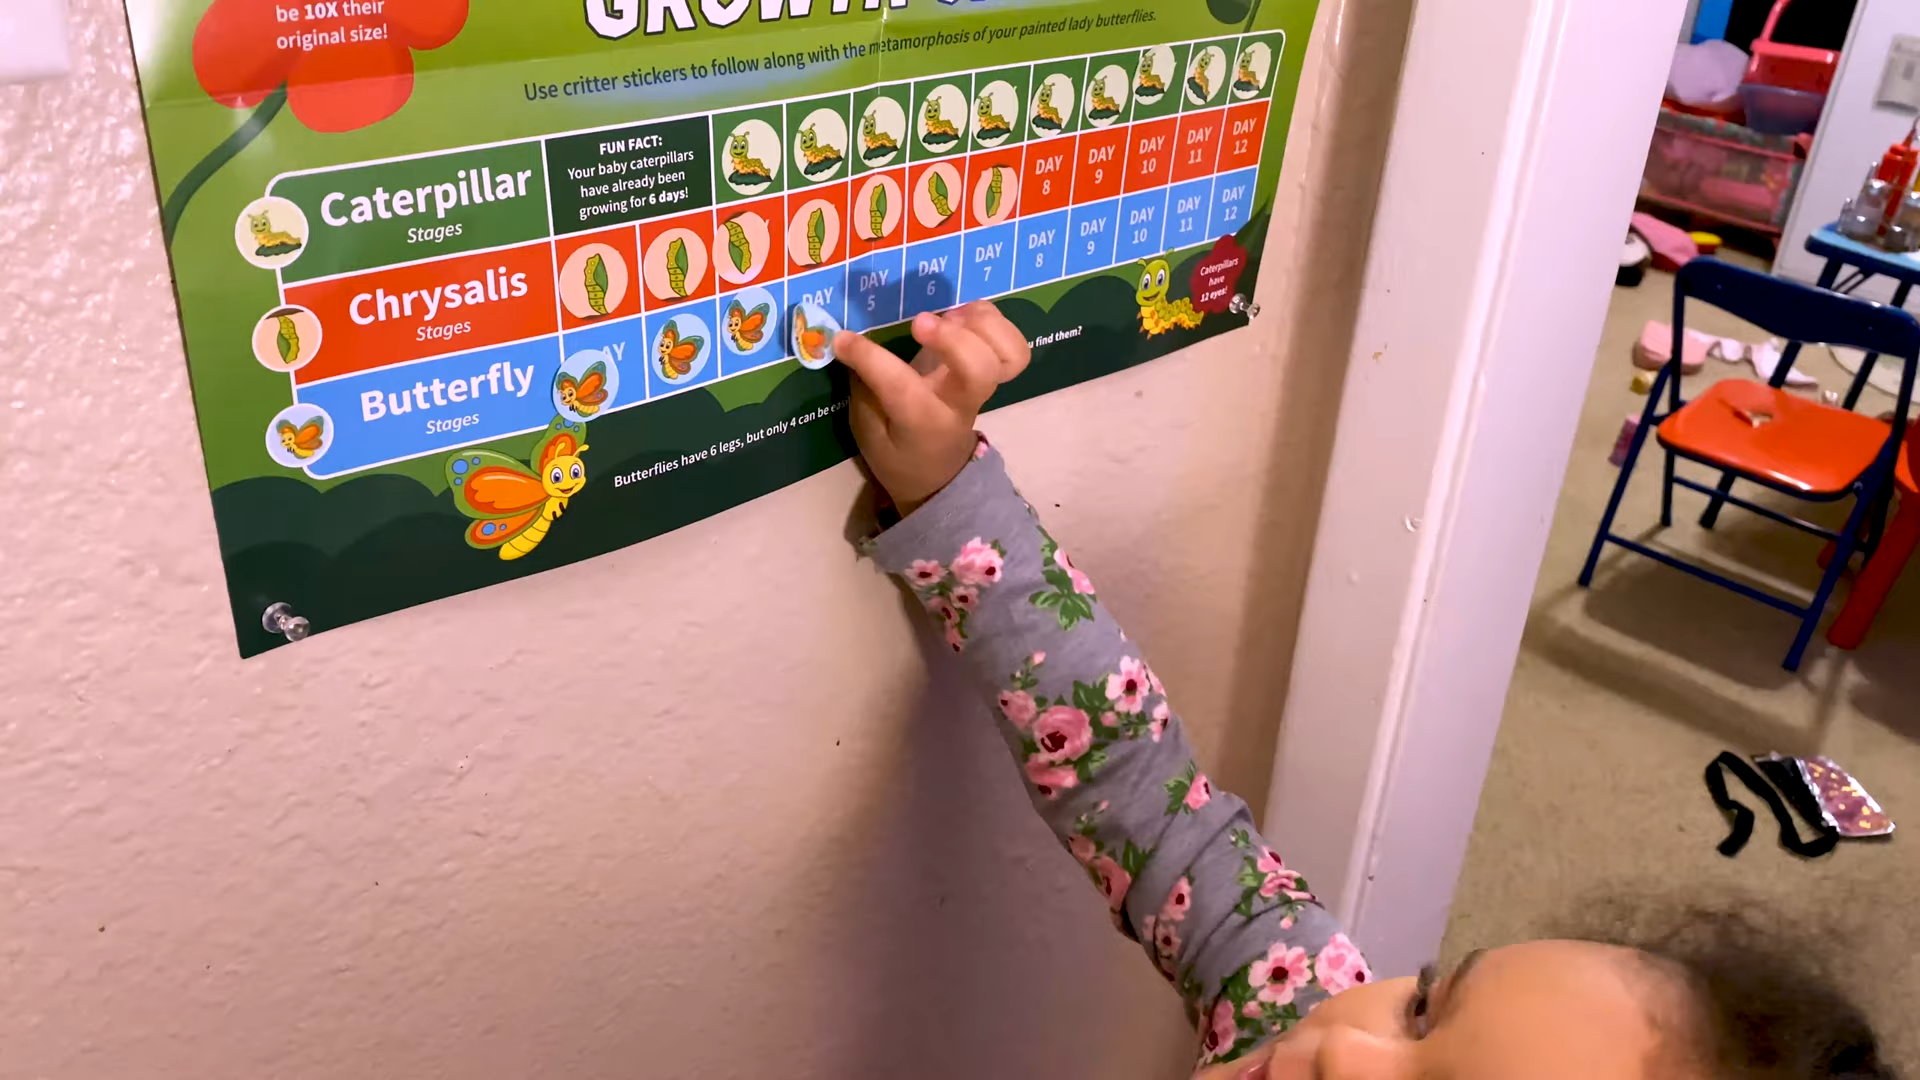 be 10X their
original size!
GROWTH
Use critter stickers to follow along with the metamorphosis of your painted lady butterflies.
Caterpillar
Stages
FUN FACT:
Your baby caterpillars
have already been
growing for 6 days!
Chrysalis
Stages
DAY
8
DAY
9
DAY
10
DAY
11
DAY
12
Butterfly
Stages
DAY
5
DAY
6
DAY
7
DAY
8
DAY
9
DAY
10
DAY
11
DAY
12
DAY
Butterflies have 6 legs, but only 4 can be
find them?
Caterpillars
have
12 eyes!